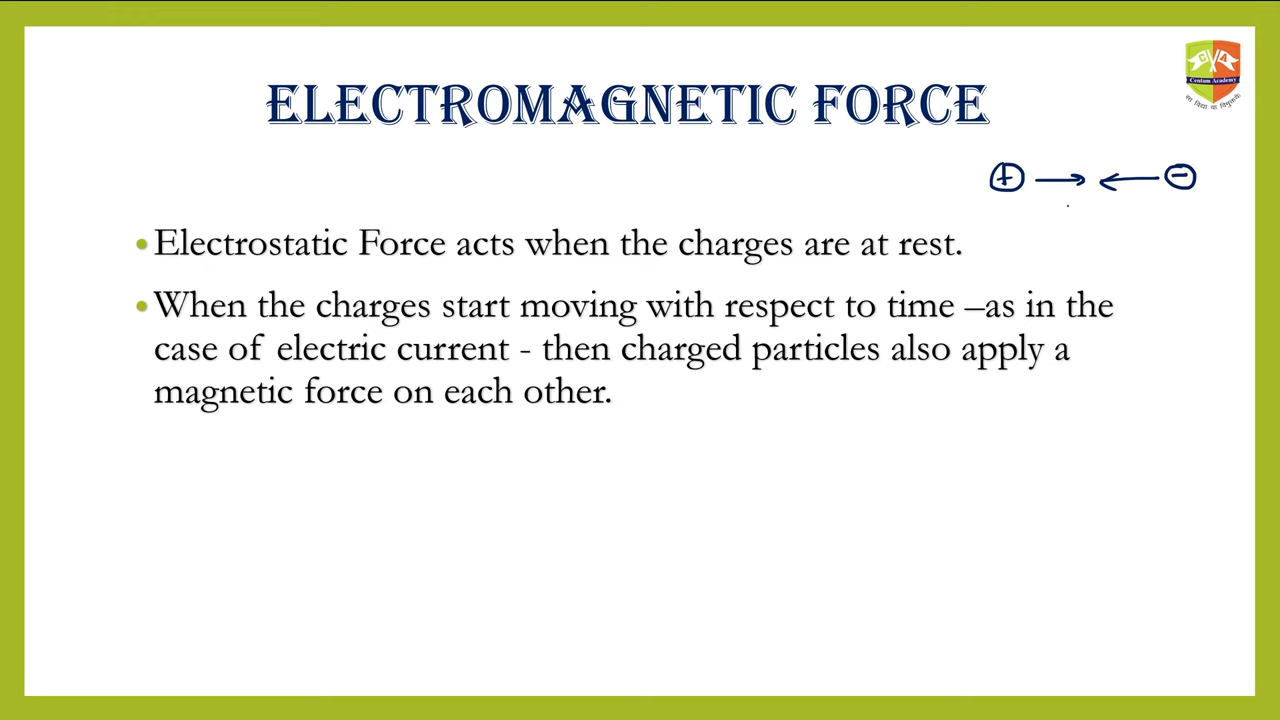 Centum Academy
सा विद्या या विमुक्तये
ELECTROMAGNETIC FORCE
+ → ← -
• Electrostatic Force acts when the charges are at rest.
• When the charges start moving with respect to time –as in the
case of electric current - then charged particles also apply a
magnetic force on each other.